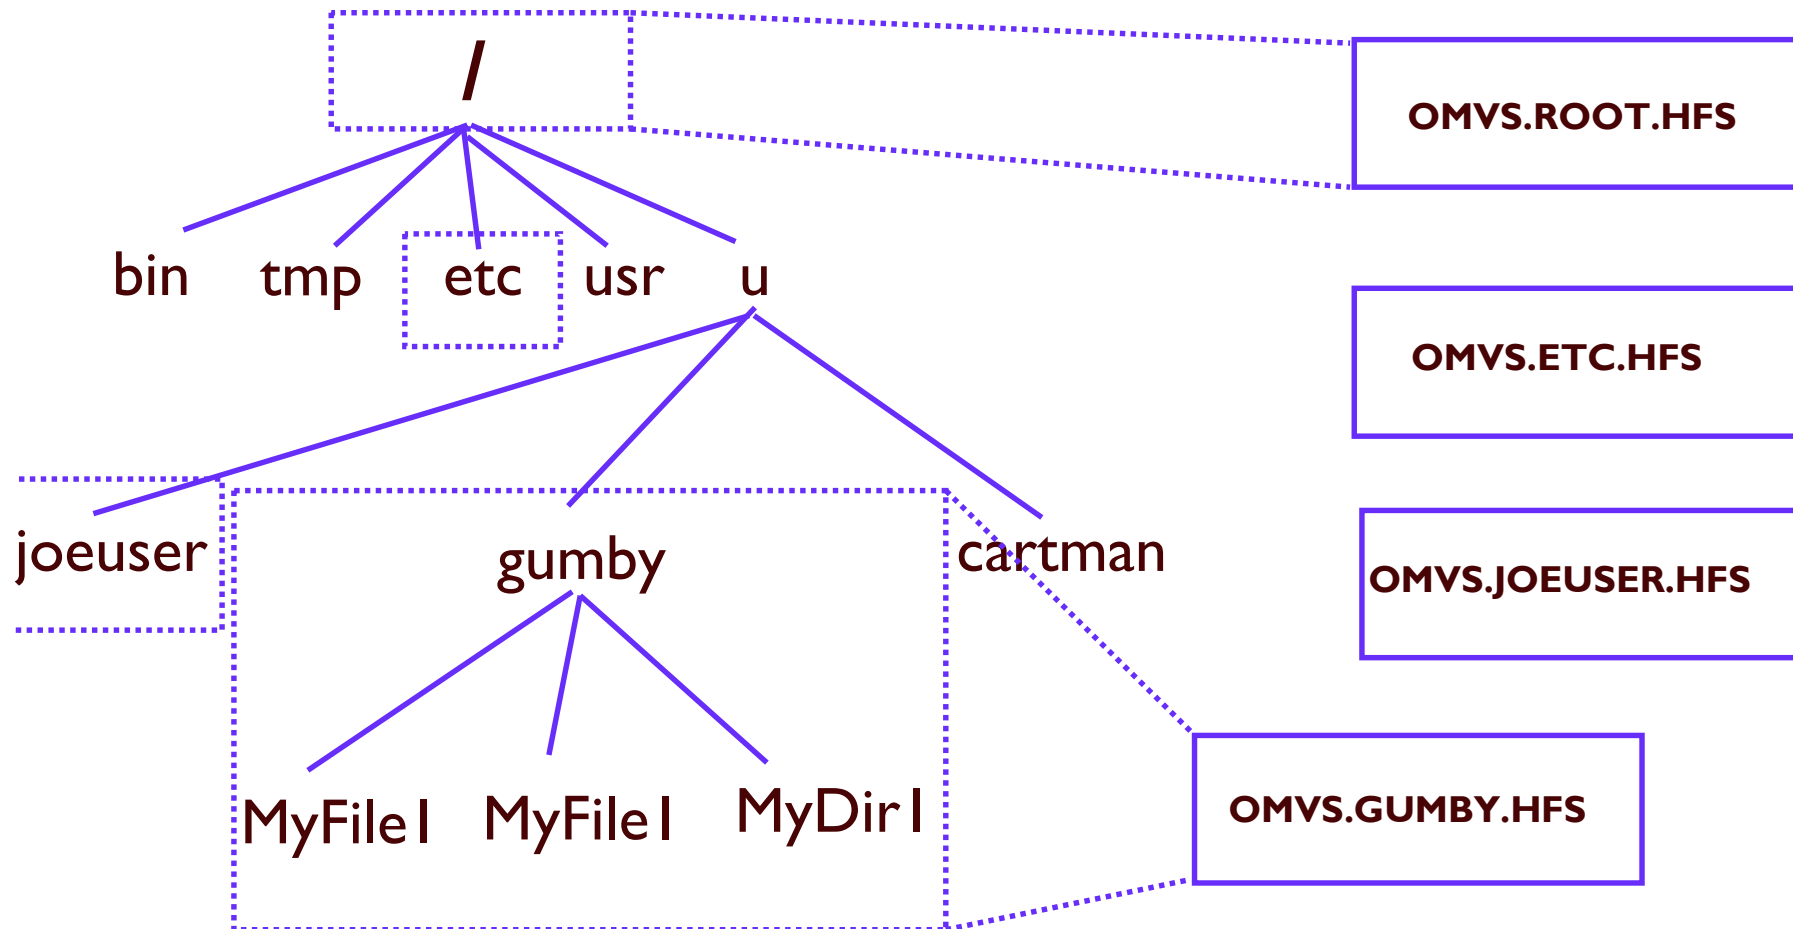 /
OMVS.ROOT.HFS
bin tmp etc usr u
OMVS.ETC.HFS
joeuser gumby cartman
OMVS.JOEUSER.HFS
MyFile1 MyFile1 MyDir1
OMVS.GUMBY.HFS